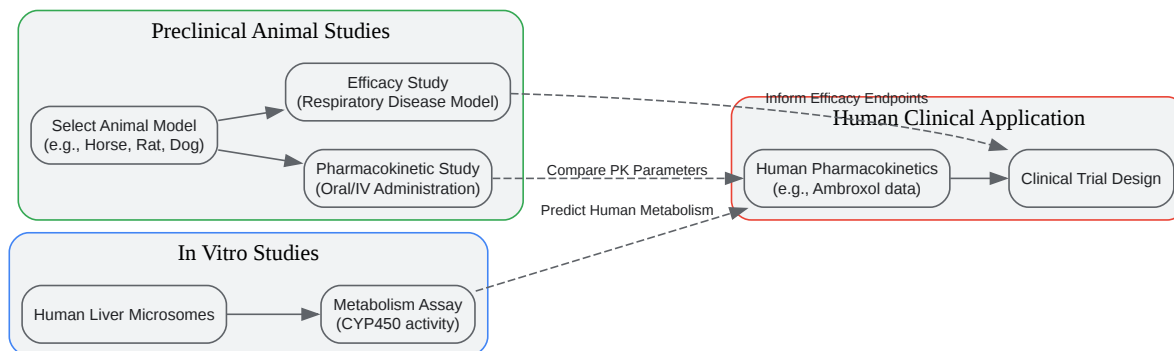 Preclinical Animal Studies
Efficacy Study
(Respiratory Disease Model)
Select Animal Model
(e.g., Horse, Rat, Dog)
Pharmacokinetic Study
(Oral/IV Administration)
Inform Efficacy Endpoints
Human Clinical Application
Compare PK Parameters
Human Pharmacokinetics
(e.g., Ambroxol data)
Clinical Trial Design
Predict Human Metabolism
In Vitro Studies
Human Liver Microsomes
Metabolism Assay
(CYP450 activity)